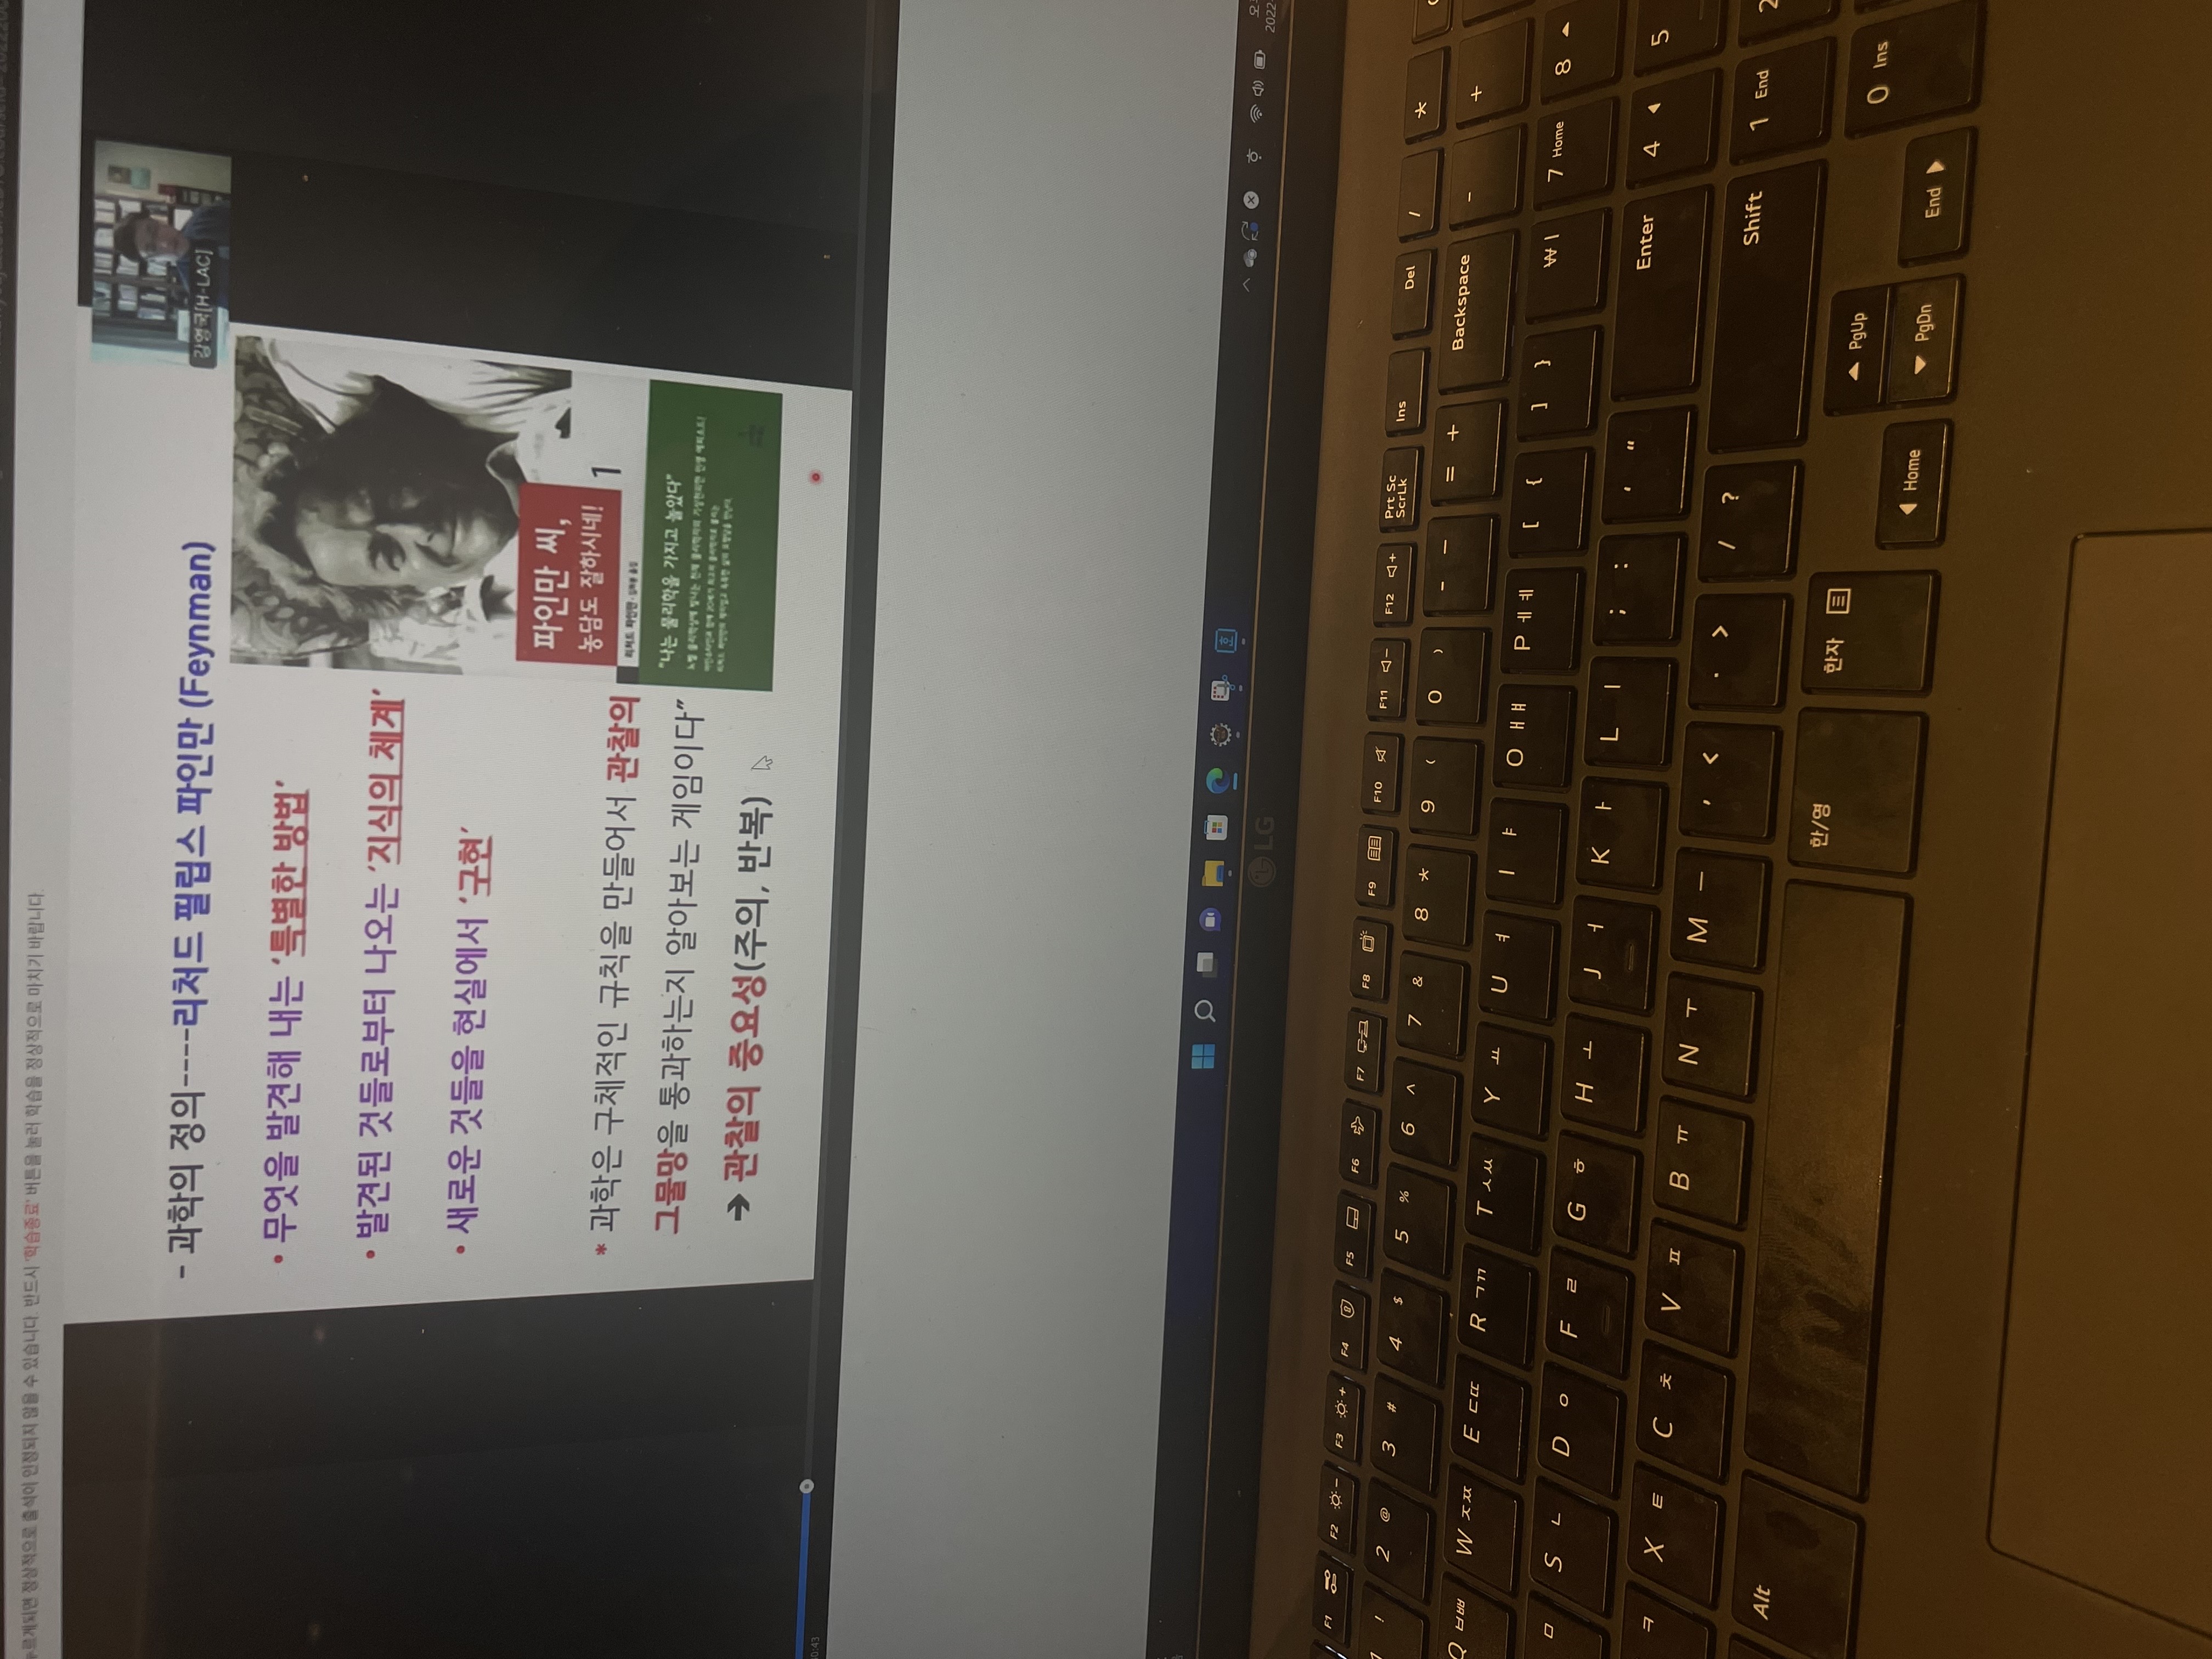 누르게되면 정상적으로 출석이 인정되지 않을 수 있습니다. 반드시 '학습종료' 버튼을 눌러 학습을 정상적으로 마치기 바랍니다.
- 과학의 정의----리처드 필립스 파인만 (Feynman)
강영국[H-LAC]
• 무엇을 발견해 내는 '특별한 방법'
• 발견된 것들로부터 나오는 '지식의 체계'
• 새로운 것들을 현실에서 '구현'
파인만 씨,
농담도 잘하시네! 1
리처드 파인만
* 과학은 구체적인 규칙을 만들어서 관찰의
그물망을 통과하는지 알아보는 게임이다"
➔ 관찰의 중요성(주의, 반복)
"나는 물리학을 가지고 놀았다"
0:43
2022
LG
F1 F2 - F3 + F4 F5 F6 F7 F8 F9 F10 F11 - F12 + Prt Sc ScrLk Ins Del / *
! 2 @ 3 # 4 $ 5 % 6 ^ 7 & 8 * 9 ( 0 ) - — = + Backspace - +
Q ㅂㅃ W ㅈㅉ E ㄷㄸ R ㄱㄲ T ㅅㅆ Y ㅛ U ㅕ I ㅑ O ㅐㅒ P ㅔㅖ [ { ] } ₩ | 7 Home 8
ㅁ S ㄴ D ㅇ F ㄹ G ㅎ H ㅗ J ㅓ K ㅏ L ㅣ ; : ' " Enter 4 5
ㅋ X ㅌ C ㅊ V ㅍ B ㅠ N ㅜ M ㅡ , < . > / ? Shift 1 End 2
Alt 한/영 한자 PgUp 0 Ins
Home PgDn End